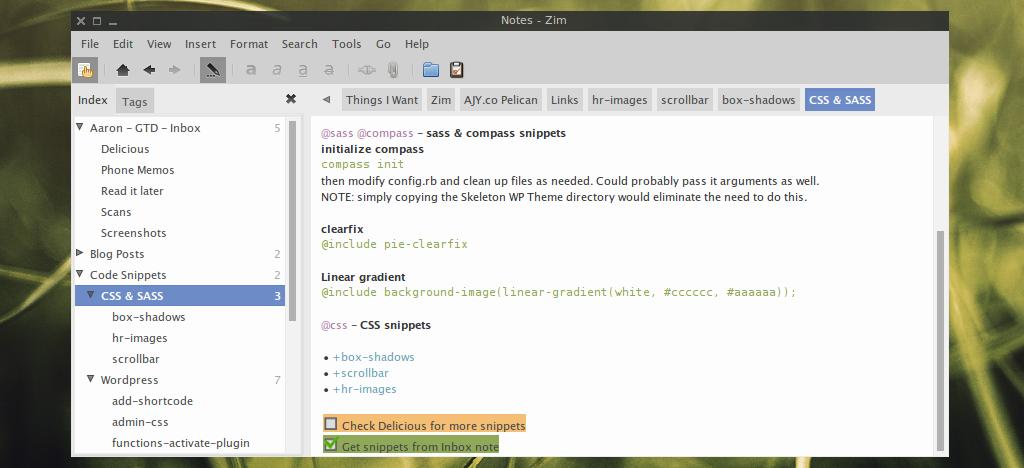 Notes - Zim
File Edit View Insert Format Search Tools Go Help
a a a a
Index Tags
Things I Want Zim AJY.co Pelican Links hr-images scrollbar box-shadows CSS & SASS
Aaron - GTD - Inbox 5
Delicious
Phone Memos
Read it later
Scans
Screenshots
Blog Posts 2
Code Snippets 2
CSS & SASS 3
box-shadows
hr-images
scrollbar
Wordpress 7
add-shortcode
admin-css
functions-activate-plugin
@sass @compass - sass & compass snippets
initialize compass
compass init
then modify config.rb and clean up files as needed. Could probably pass it arguments as well.
NOTE: simply copying the Skeleton WP Theme directory would eliminate the need to do this.
clearfix
@include pie-clearfix
Linear gradient
@include background-image(linear-gradient(white, #cccccc, #aaaaaa));
@css - CSS snippets
• +box-shadows
• +scrollbar
• +hr-images
Check Delicious for more snippets
Get snippets from Inbox note